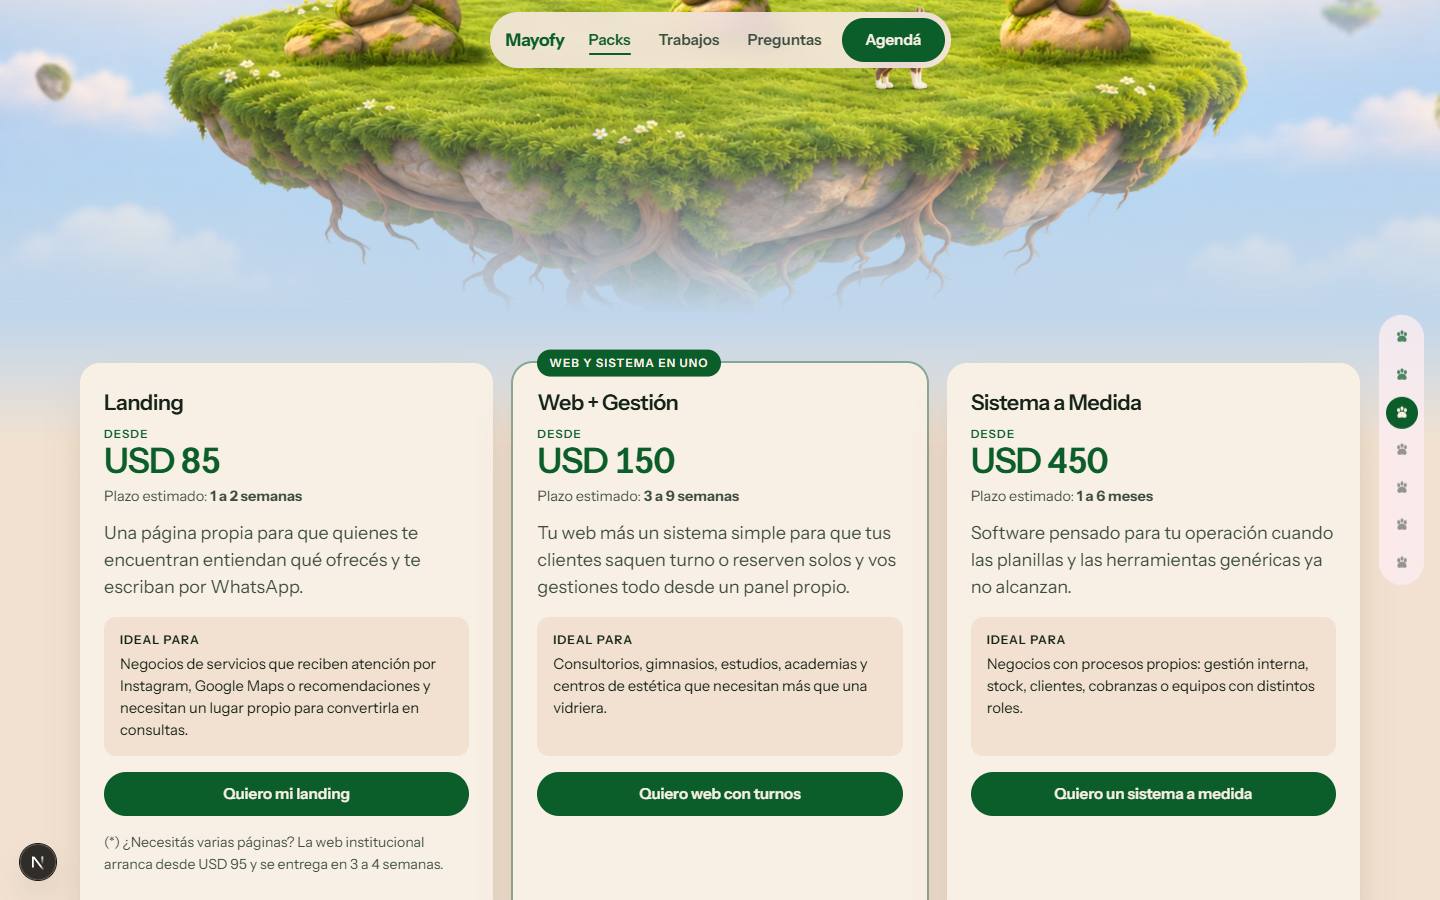 Mayofy Packs Trabajos Preguntas Agendá
Landing
DESDE
USD 85
Plazo estimado: 1 a 2 semanas
Una página propia para que quienes te
encuentran entiendan qué ofrecés y te
escriban por WhatsApp.
IDEAL PARA
Negocios de servicios que reciben atención por
Instagram, Google Maps o recomendaciones y
necesitan un lugar propio para convertirla en
consultas.
Quiero mi landing
(*) ¿Necesitás varias páginas? La web institucional
arranca desde USD 95 y se entrega en 3 a 4 semanas.
WEB Y SISTEMA EN UNO
Web + Gestión
DESDE
USD 150
Plazo estimado: 3 a 9 semanas
Tu web más un sistema simple para que tus
clientes saquen turno o reserven solos y vos
gestiones todo desde un panel propio.
IDEAL PARA
Consultorios, gimnasios, estudios, academias y
centros de estética que necesitan más que una
vidriera.
Quiero web con turnos
Sistema a Medida
DESDE
USD 450
Plazo estimado: 1 a 6 meses
Software pensado para tu operación cuando
las planillas y las herramientas genéricas ya
no alcanzan.
IDEAL PARA
Negocios con procesos propios: gestión interna,
stock, clientes, cobranzas o equipos con distintos
roles.
Quiero un sistema a medida
N